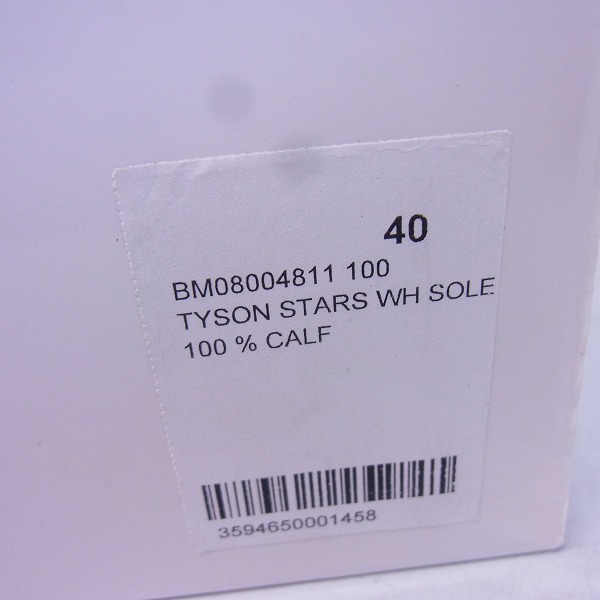 40
BM08004811 100
TYSON STARS WH SOLE
100 % CALF
3594650001458